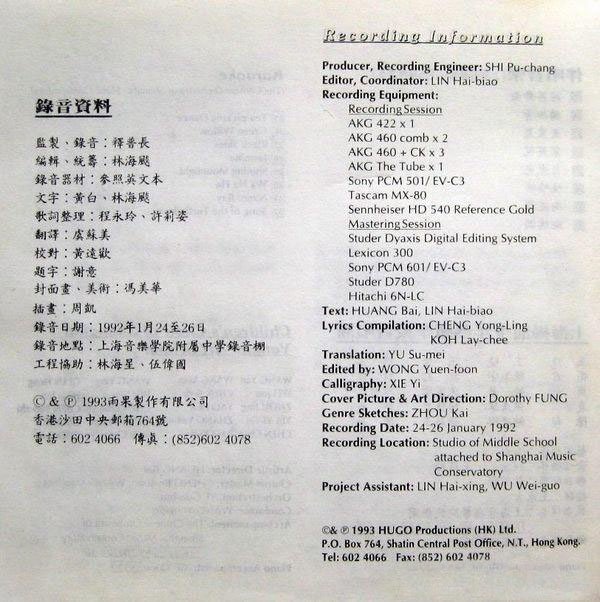 錄音資料
監製、錄音：釋普長
編輯、統籌：林海飈
錄音器材：參照英文本
文字：黃白、林海飈
歌詞整理：程永玲、許莉姿
翻譯：虞蘇美
校對：黃遠歡
題字：謝意
封面畫、美術：馮美華
插畫：周凱
錄音日期：1992年1月24至26日
錄音地點：上海音樂學院附屬中學錄音棚
工程協助：林海星、伍偉國
© & ℗ 1993雨果製作有限公司
香港沙田中央郵箱764號
電話：602 4066 傳真：(852)602 4078
Recording Information
Producer, Recording Engineer: SHI Pu-chang
Editor, Coordinator: LIN Hai-biao
Recording Equipment:
Recording Session
AKG 422 x 1
AKG 460 comb x 2
AKG 460 + CK x 3
AKG The Tube x 1
Sony PCM 501/ EV-C3
Tascam MX-80
Sennheiser HD 540 Reference Gold
Mastering Session
Studer Dyaxis Digital Editing System
Lexicon 300
Sony PCM 601/ EV-C3
Studer D780
Hitachi 6N-LC
Text: HUANG Bai, LIN Hai-biao
Lyrics Compilation: CHENG Yong-Ling
KOH Lay-chee
Translation: YU Su-mei
Edited by: WONG Yuen-foon
Calligraphy: XIE Yi
Cover Picture & Art Direction: Dorothy FUNG
Genre Sketches: ZHOU Kai
Recording Date: 24-26 January 1992
Recording Location: Studio of Middle School
attached to Shanghai Music
Conservatory
Project Assistant: LIN Hai-xing, WU Wei-guo
©& ℗ 1993 HUGO Productions (HK) Ltd.
P.O. Box 764, Shatin Central Post Office, N.T., Hong Kong.
Tel: 602 4066 Fax: (852) 602 4078